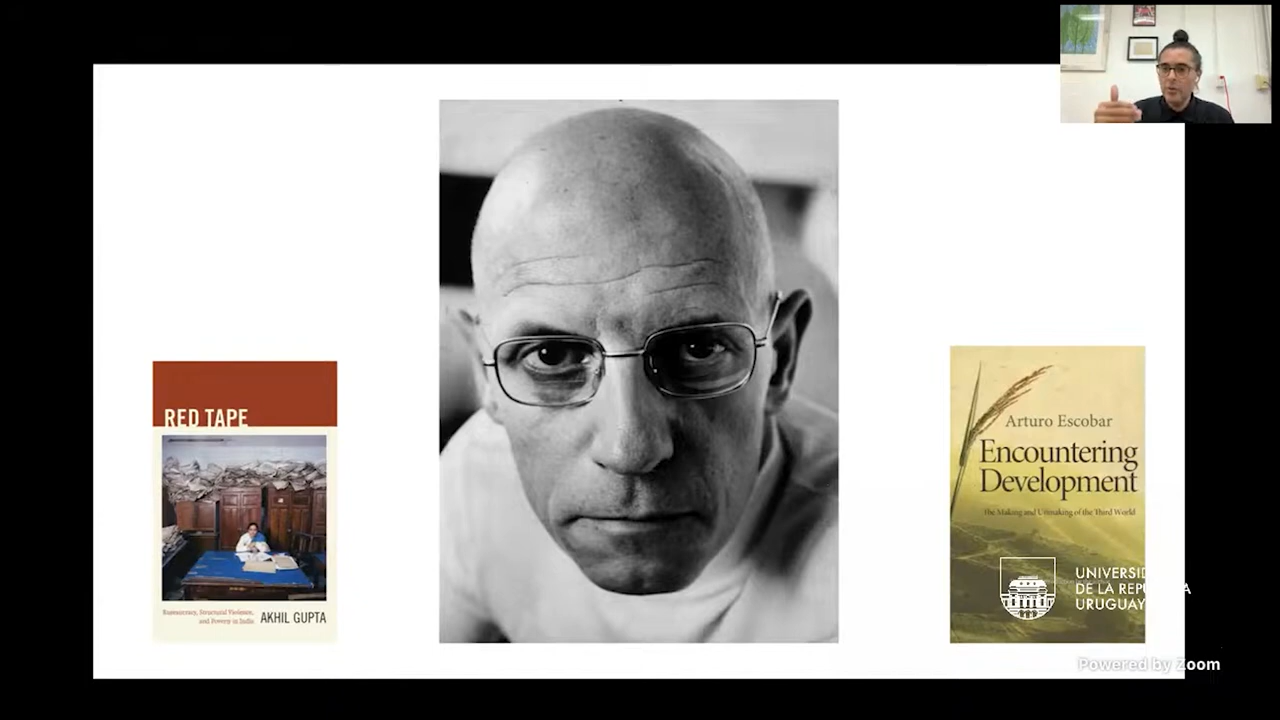 RED TAPE
Bureaucracy, Structural Violence,
and Poverty in India
AKHIL GUPTA
Arturo Escobar
Encountering
Development
The Making and Unmaking of the Third World
UNIVERSIDAD
DE LA REPÚBLICA
URUGUAY
Powered by Zoom